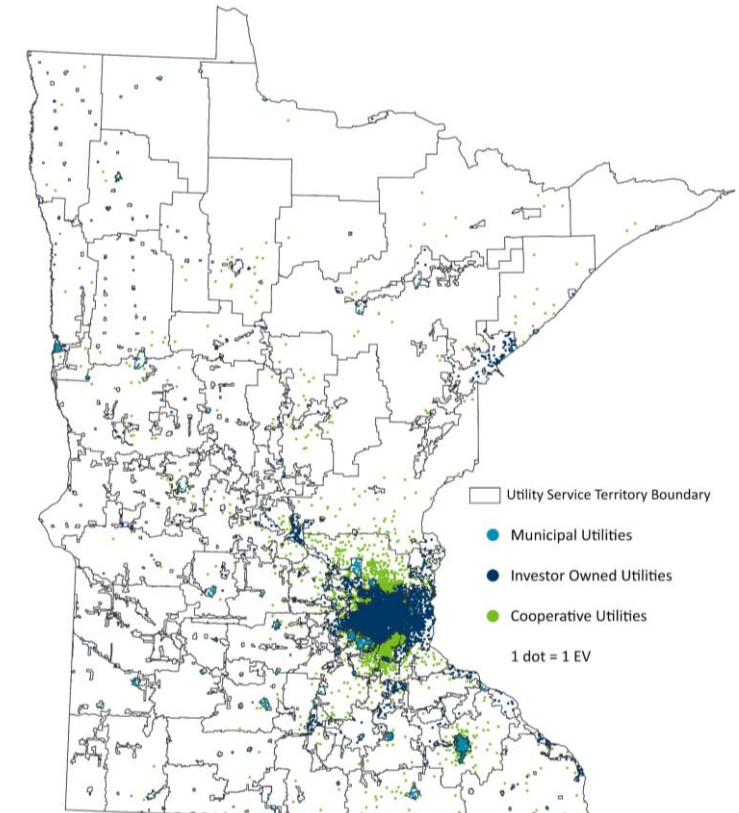 Utility Service Territory Boundary
Municipal Utilities
Investor Owned Utilities
Cooperative Utilities
1 dot = 1 EV